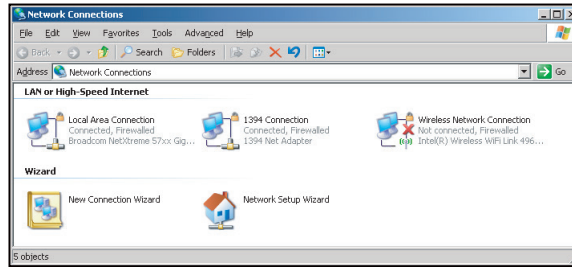 Network Connections
File Edit View Favorites Tools Advanced Help
Back Search Folders
Address Network Connections Go
LAN or High-Speed Internet
Local Area Connection
Connected, Firewalled
Broadcom NetXtreme 57xx Gig...
1394 Connection
Connected, Firewalled
1394 Net Adapter
Wireless Network Connection
Not connected, Firewalled
Intel(R) Wireless WiFi Link 496...
Wizard
New Connection Wizard
Network Setup Wizard
5 objects